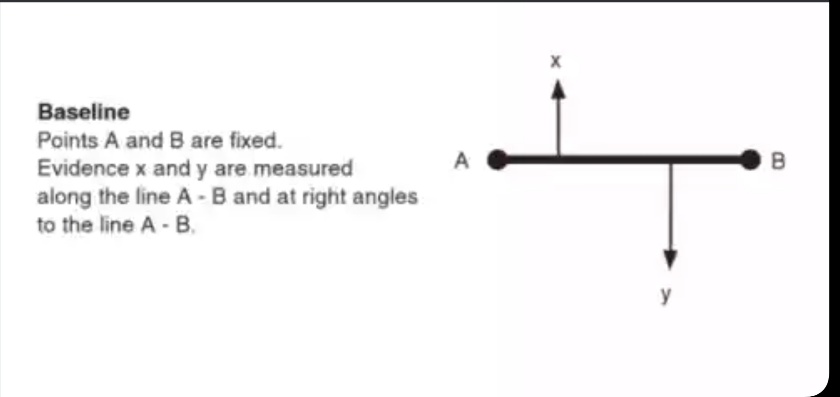 Baseline
Points A and B are fixed.
Evidence x and y are measured
along the line A - B and at right angles
to the line A - B.
x
A
B
y